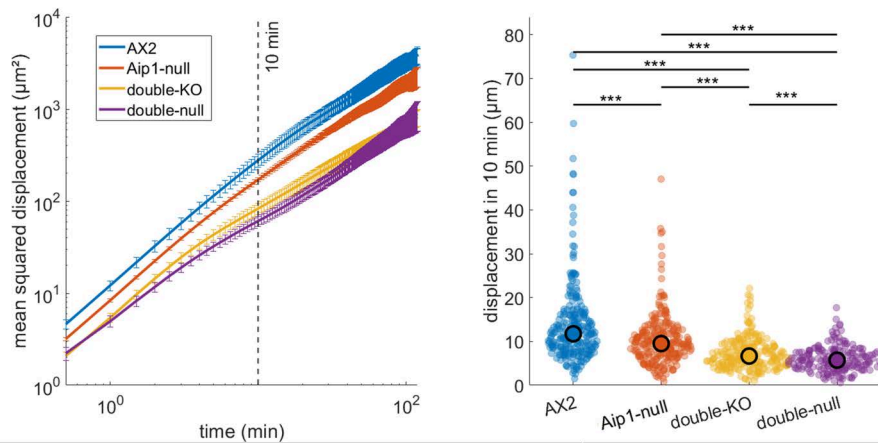 10⁴
10³
10²
10¹
10⁰
mean squared displacement (µm²)
AX2
Aip1-null
double-KO
double-null
10 min
10⁰
10¹
10²
time (min)
80
70
60
50
40
30
20
10
0
displacement in 10 min (µm)
***
***
***
***
***
***
AX2
Aip1-null
double-KO
double-null